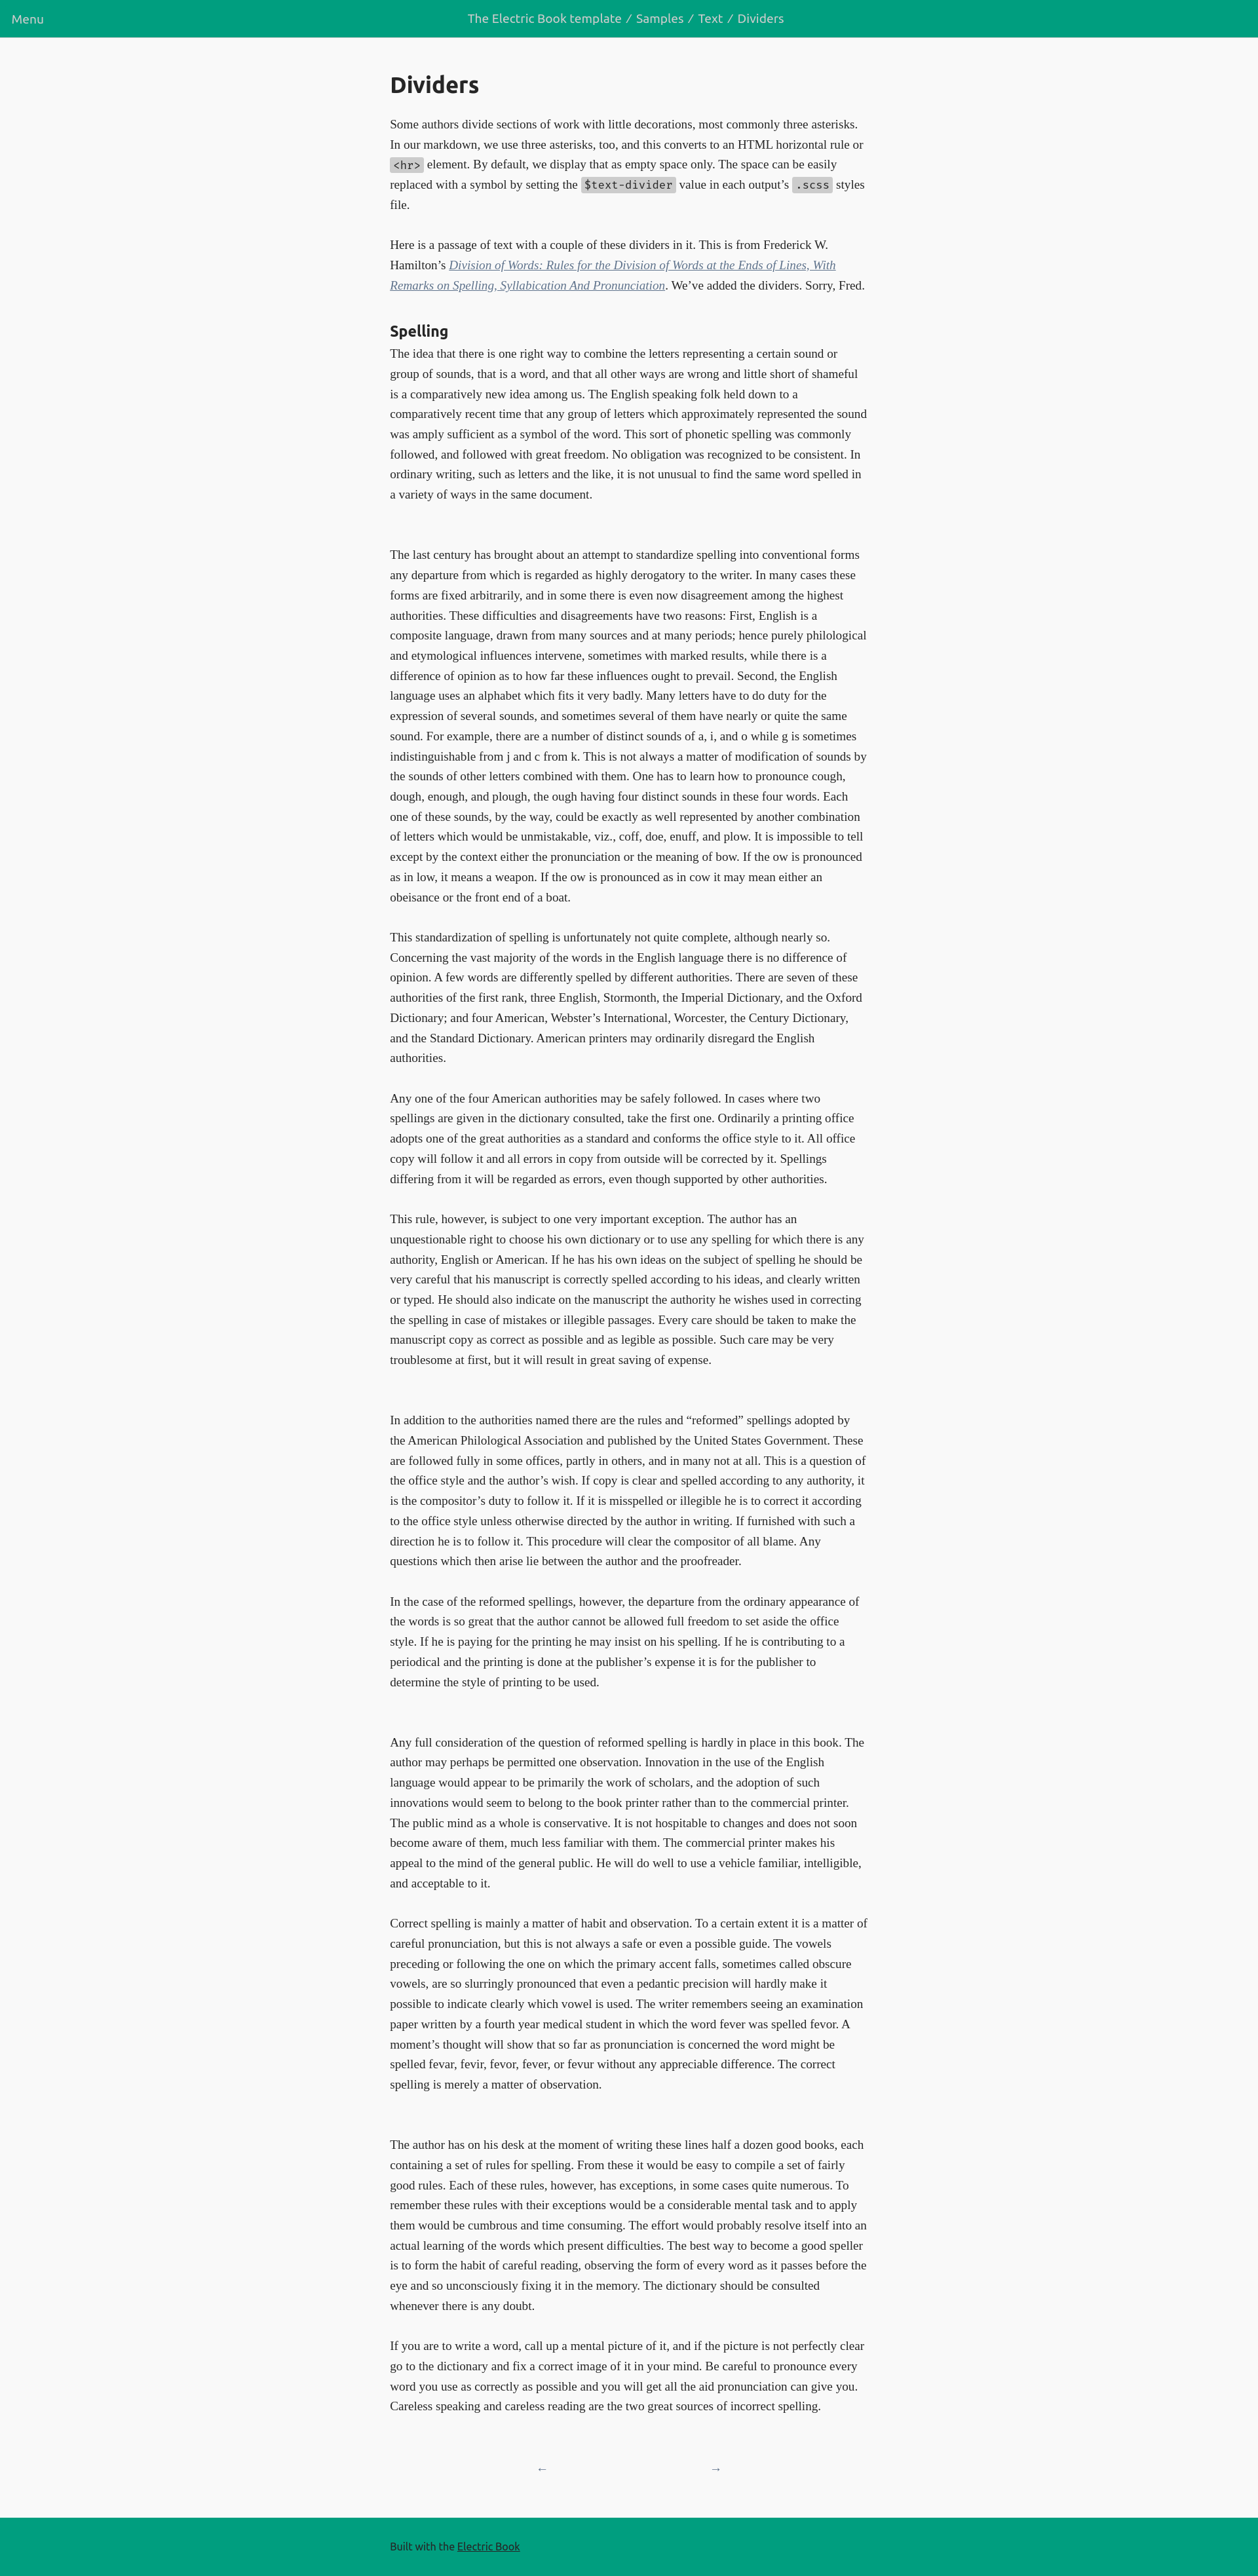 Menu
The Electric Book template / Samples / Text / Dividers
Dividers
Some authors divide sections of work with little decorations, most commonly three asterisks.
In our markdown, we use three asterisks, too, and this converts to an HTML horizontal rule or
<hr> element. By default, we display that as empty space only. The space can be easily
replaced with a symbol by setting the $text-divider value in each output’s .scss styles
file.
Here is a passage of text with a couple of these dividers in it. This is from Frederick W.
Hamilton’s Division of Words: Rules for the Division of Words at the Ends of Lines, With
Remarks on Spelling, Syllabication And Pronunciation. We’ve added the dividers. Sorry, Fred.
Spelling
The idea that there is one right way to combine the letters representing a certain sound or
group of sounds, that is a word, and that all other ways are wrong and little short of shameful
is a comparatively new idea among us. The English speaking folk held down to a
comparatively recent time that any group of letters which approximately represented the sound
was amply sufficient as a symbol of the word. This sort of phonetic spelling was commonly
followed, and followed with great freedom. No obligation was recognized to be consistent. In
ordinary writing, such as letters and the like, it is not unusual to find the same word spelled in
a variety of ways in the same document.
The last century has brought about an attempt to standardize spelling into conventional forms
any departure from which is regarded as highly derogatory to the writer. In many cases these
forms are fixed arbitrarily, and in some there is even now disagreement among the highest
authorities. These difficulties and disagreements have two reasons: First, English is a
composite language, drawn from many sources and at many periods; hence purely philological
and etymological influences intervene, sometimes with marked results, while there is a
difference of opinion as to how far these influences ought to prevail. Second, the English
language uses an alphabet which fits it very badly. Many letters have to do duty for the
expression of several sounds, and sometimes several of them have nearly or quite the same
sound. For example, there are a number of distinct sounds of a, i, and o while g is sometimes
indistinguishable from j and c from k. This is not always a matter of modification of sounds by
the sounds of other letters combined with them. One has to learn how to pronounce cough,
dough, enough, and plough, the ough having four distinct sounds in these four words. Each
one of these sounds, by the way, could be exactly as well represented by another combination
of letters which would be unmistakable, viz., coff, doe, enuff, and plow. It is impossible to tell
except by the context either the pronunciation or the meaning of bow. If the ow is pronounced
as in low, it means a weapon. If the ow is pronounced as in cow it may mean either an
obeisance or the front end of a boat.
This standardization of spelling is unfortunately not quite complete, although nearly so.
Concerning the vast majority of the words in the English language there is no difference of
opinion. A few words are differently spelled by different authorities. There are seven of these
authorities of the first rank, three English, Stormonth, the Imperial Dictionary, and the Oxford
Dictionary; and four American, Webster’s International, Worcester, the Century Dictionary,
and the Standard Dictionary. American printers may ordinarily disregard the English
authorities.
Any one of the four American authorities may be safely followed. In cases where two
spellings are given in the dictionary consulted, take the first one. Ordinarily a printing office
adopts one of the great authorities as a standard and conforms the office style to it. All office
copy will follow it and all errors in copy from outside will be corrected by it. Spellings
differing from it will be regarded as errors, even though supported by other authorities.
This rule, however, is subject to one very important exception. The author has an
unquestionable right to choose his own dictionary or to use any spelling for which there is any
authority, English or American. If he has his own ideas on the subject of spelling he should be
very careful that his manuscript is correctly spelled according to his ideas, and clearly written
or typed. He should also indicate on the manuscript the authority he wishes used in correcting
the spelling in case of mistakes or illegible passages. Every care should be taken to make the
manuscript copy as correct as possible and as legible as possible. Such care may be very
troublesome at first, but it will result in great saving of expense.
In addition to the authorities named there are the rules and “reformed” spellings adopted by
the American Philological Association and published by the United States Government. These
are followed fully in some offices, partly in others, and in many not at all. This is a question of
the office style and the author’s wish. If copy is clear and spelled according to any authority, it
is the compositor’s duty to follow it. If it is misspelled or illegible he is to correct it according
to the office style unless otherwise directed by the author in writing. If furnished with such a
direction he is to follow it. This procedure will clear the compositor of all blame. Any
questions which then arise lie between the author and the proofreader.
In the case of the reformed spellings, however, the departure from the ordinary appearance of
the words is so great that the author cannot be allowed full freedom to set aside the office
style. If he is paying for the printing he may insist on his spelling. If he is contributing to a
periodical and the printing is done at the publisher’s expense it is for the publisher to
determine the style of printing to be used.
Any full consideration of the question of reformed spelling is hardly in place in this book. The
author may perhaps be permitted one observation. Innovation in the use of the English
language would appear to be primarily the work of scholars, and the adoption of such
innovations would seem to belong to the book printer rather than to the commercial printer.
The public mind as a whole is conservative. It is not hospitable to changes and does not soon
become aware of them, much less familiar with them. The commercial printer makes his
appeal to the mind of the general public. He will do well to use a vehicle familiar, intelligible,
and acceptable to it.
Correct spelling is mainly a matter of habit and observation. To a certain extent it is a matter of
careful pronunciation, but this is not always a safe or even a possible guide. The vowels
preceding or following the one on which the primary accent falls, sometimes called obscure
vowels, are so slurringly pronounced that even a pedantic precision will hardly make it
possible to indicate clearly which vowel is used. The writer remembers seeing an examination
paper written by a fourth year medical student in which the word fever was spelled fevor. A
moment’s thought will show that so far as pronunciation is concerned the word might be
spelled fevar, fevir, fevor, fever, or fevur without any appreciable difference. The correct
spelling is merely a matter of observation.
The author has on his desk at the moment of writing these lines half a dozen good books, each
containing a set of rules for spelling. From these it would be easy to compile a set of fairly
good rules. Each of these rules, however, has exceptions, in some cases quite numerous. To
remember these rules with their exceptions would be a considerable mental task and to apply
them would be cumbrous and time consuming. The effort would probably resolve itself into an
actual learning of the words which present difficulties. The best way to become a good speller
is to form the habit of careful reading, observing the form of every word as it passes before the
eye and so unconsciously fixing it in the memory. The dictionary should be consulted
whenever there is any doubt.
If you are to write a word, call up a mental picture of it, and if the picture is not perfectly clear
go to the dictionary and fix a correct image of it in your mind. Be careful to pronounce every
word you use as correctly as possible and you will get all the aid pronunciation can give you.
Careless speaking and careless reading are the two great sources of incorrect spelling.
← →
Built with the Electric Book